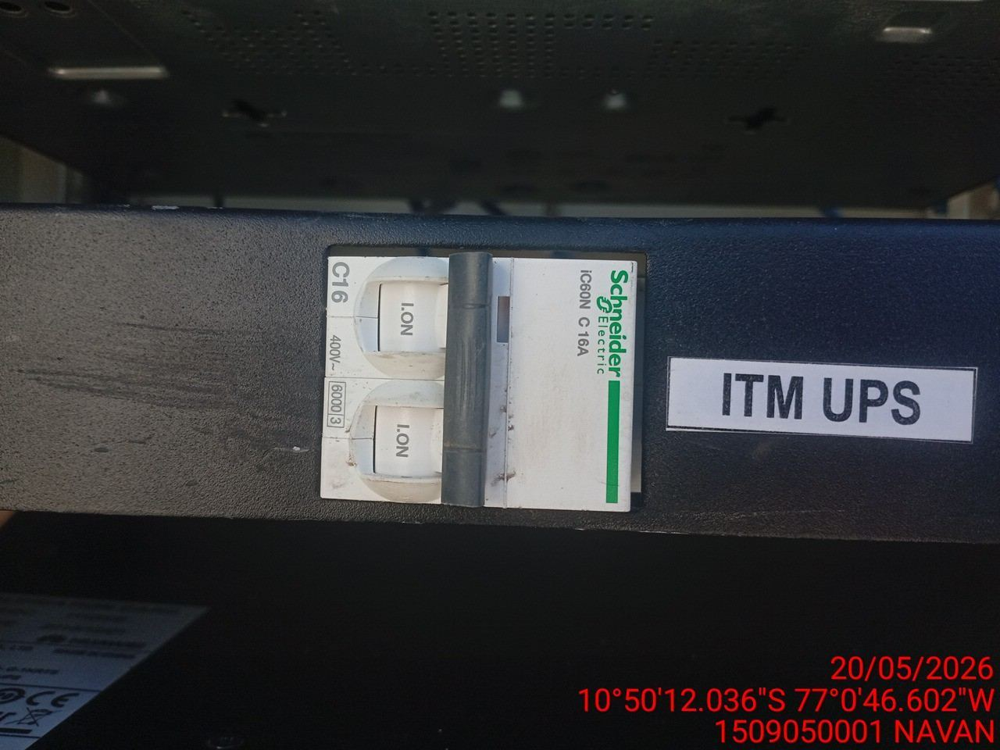 Schneider
Electric
iC60N C 16A
I.ON
I.ON
C16
400V~
6000 3
ITM UPS
20/05/2026
10°50'12.036"S 77°0'46.602"W
1509050001 NAVAN